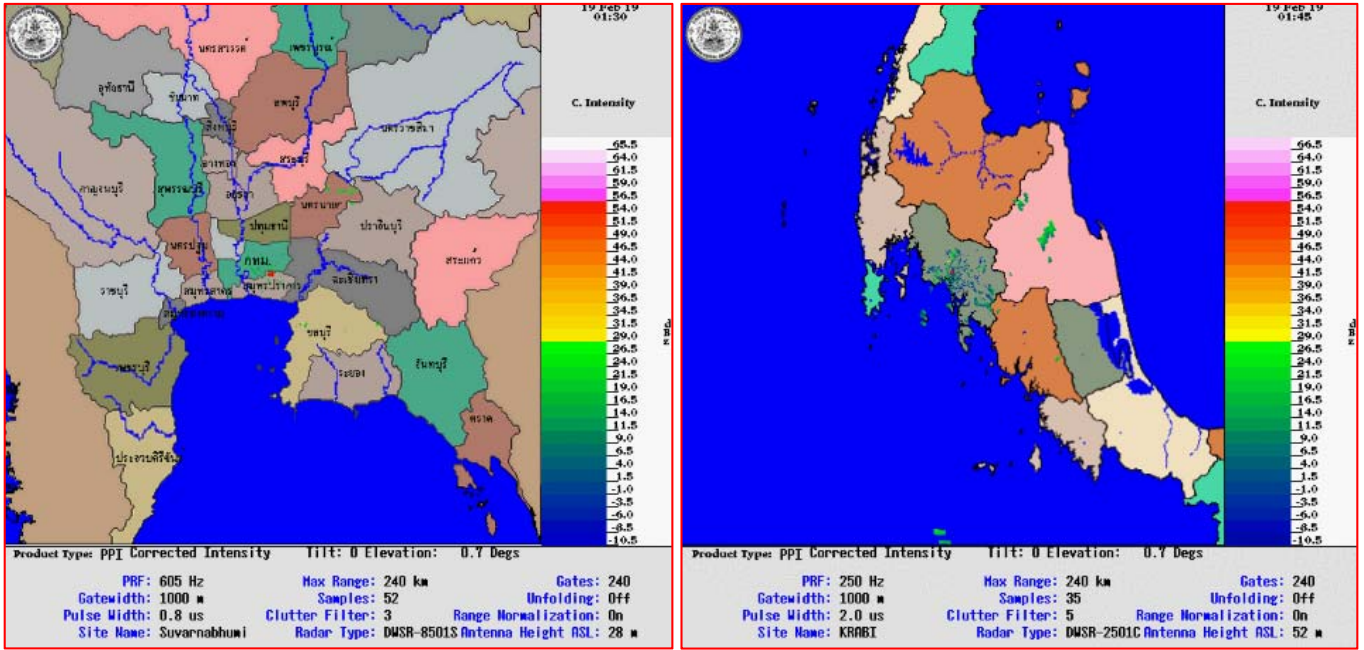 19 Feb 19
01:30
C. Intensity
65.5
64.0
61.5
59.0
56.5
54.0
51.5
49.0
46.5
44.0
41.5
39.0
36.5
34.0
31.5
29.0
26.5
24.0
21.5
19.0
16.5
14.0
11.5
9.0
6.5
4.0
1.5
-1.0
-3.5
-6.0
-8.5
-10.5
นครสวรรค์
เพชรบูรณ์
อุทัยธานี
ชัยนาท
ลพบุรี
สิงห์บุรี
นครราชสีมา
อ่างทอง
สระบุรี
กาญจนบุรี
สุพรรณบุรี
อยุธยา
นครนายก
ปทุมธานี
ปราจีนบุรี
นครปฐม
กทม.
สระแก้ว
ฉะเชิงเทรา
ราชบุรี
สมุทรสาคร
สมุทรปราการ
สมุทรสงคราม
ชลบุรี
เพชรบุรี
ระยอง
จันทบุรี
ตราด
ประจวบคีรีขันธ์
Product Type: PPI Corrected Intensity Tilt: 0 Elevation: 0.7 Degs
PRF: 605 Hz Max Range: 240 km Gates: 240
Gatewidth: 1000 m Samples: 52 Unfolding: Off
Pulse Width: 0.8 us Clutter Filter: 3 Range Normalization: On
Site Name: Suvarnabhumi Radar Type: DWSR-8501S Antenna Height ASL: 28 m
19 Feb 19
01:45
C. Intensity
66.5
64.0
61.5
59.0
56.5
54.0
51.5
49.0
46.5
44.0
41.5
39.0
36.5
34.0
31.5
29.0
26.5
24.0
21.5
19.0
16.5
14.0
11.5
9.0
6.5
4.0
1.5
-1.0
-3.5
-6.0
-8.5
-10.5
Product Type: PPI Corrected Intensity Tilt: 0 Elevation: 0.7 Degs
PRF: 250 Hz Max Range: 240 km Gates: 240
Gatewidth: 1000 m Samples: 35 Unfolding: Off
Pulse Width: 2.0 us Clutter Filter: 5 Range Normalization: On
Site Name: KRABI Radar Type: DWSR-2501C Antenna Height ASL: 52 m